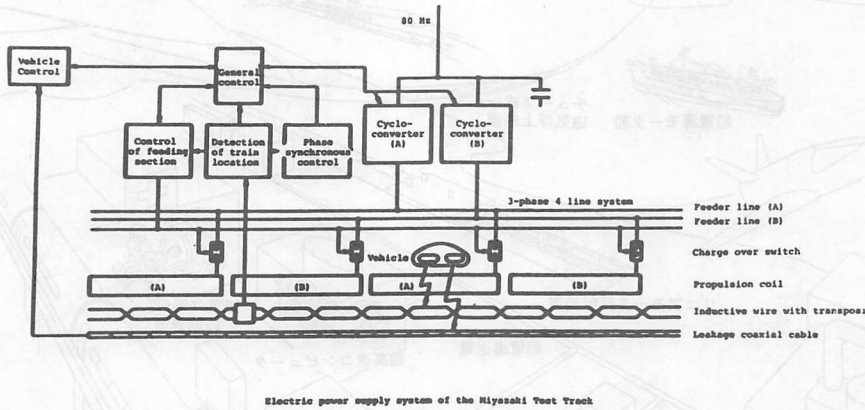 80 Hz
Vehicle
Control
General
control
Control
of feeding
section
Detection
of train
location
Phase
synchronous
control
Cyclo-
converter
(A)
Cyclo-
converter
(B)
3-phase 4 line system
Feeder line (A)
Feeder line (B)
Vehicle
Charge over switch
(A)
(B)
(A)
(B)
Propulsion coil
Inductive wire with transpos
Leakage coaxial cable
Electric power supply system of the Miyazaki Test Track